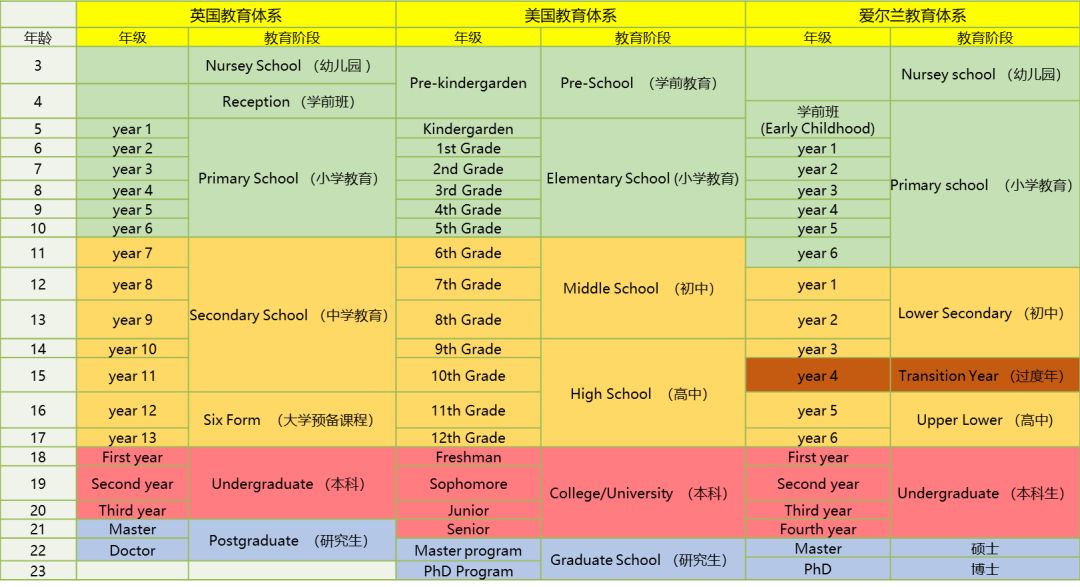 英国教育体系 美国教育体系 爱尔兰教育体系
年龄 年级 教育阶段 年级 教育阶段 年级 教育阶段
3 Nursey School （幼儿园 ） Pre-kindergarden Pre-School （学前教育） Nursey school （幼儿园）
4 Reception （学前班） 学前班
(Early Childhood) Primary school （小学教育）
5 year 1 Primary School （小学教育） Kindergarden Elementary School (小学教育)
6 year 2 1st Grade year 1
7 year 3 2nd Grade year 2
8 year 4 3rd Grade year 3
9 year 5 4th Grade year 4
10 year 6 5th Grade year 5
11 year 7 Secondary School （中学教育） 6th Grade Middle School （初中） year 6
12 year 8 7th Grade year 1 Lower Secondary （初中）
13 year 9 8th Grade year 2
14 year 10 9th Grade High School （高中） year 3
15 year 11 10th Grade year 4 Transition Year （过度年）
16 year 12 Six Form （大学预备课程） 11th Grade year 5 Upper Lower （高中)
17 year 13 12th Grade year 6
18 First year Undergraduate （本科） Freshman College/University （本科） First year Undergraduate （本科生）
19 Second year Sophomore Second year
20 Third year Junior Third year
21 Master Postgraduate （研究生） Senior Fourth year
22 Doctor Master program Graduate School （研究生） Master 硕士
23 PhD Program PhD 博士